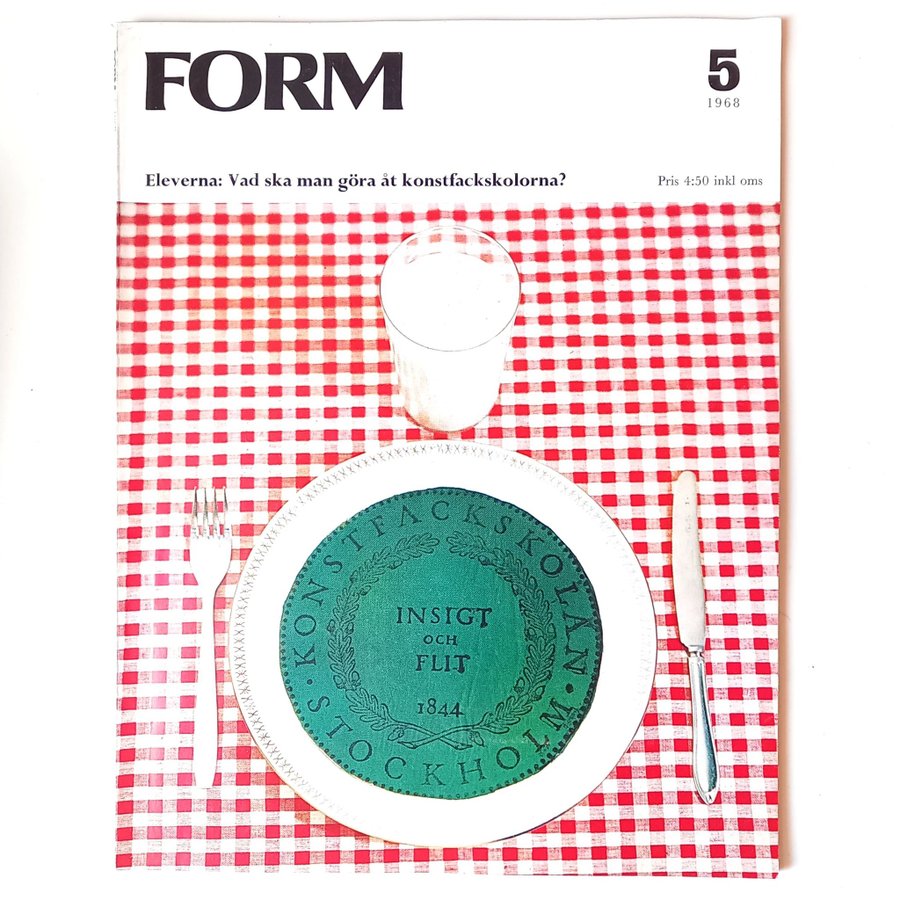 FORM
5
1968
Eleverna: Vad ska man göra åt konstfackskolorna?
Pris 4:50 inkl oms
KONSTFACKSKOLAN · STOCKHOLM ·
INSIGT
OCH
FLIT
1844